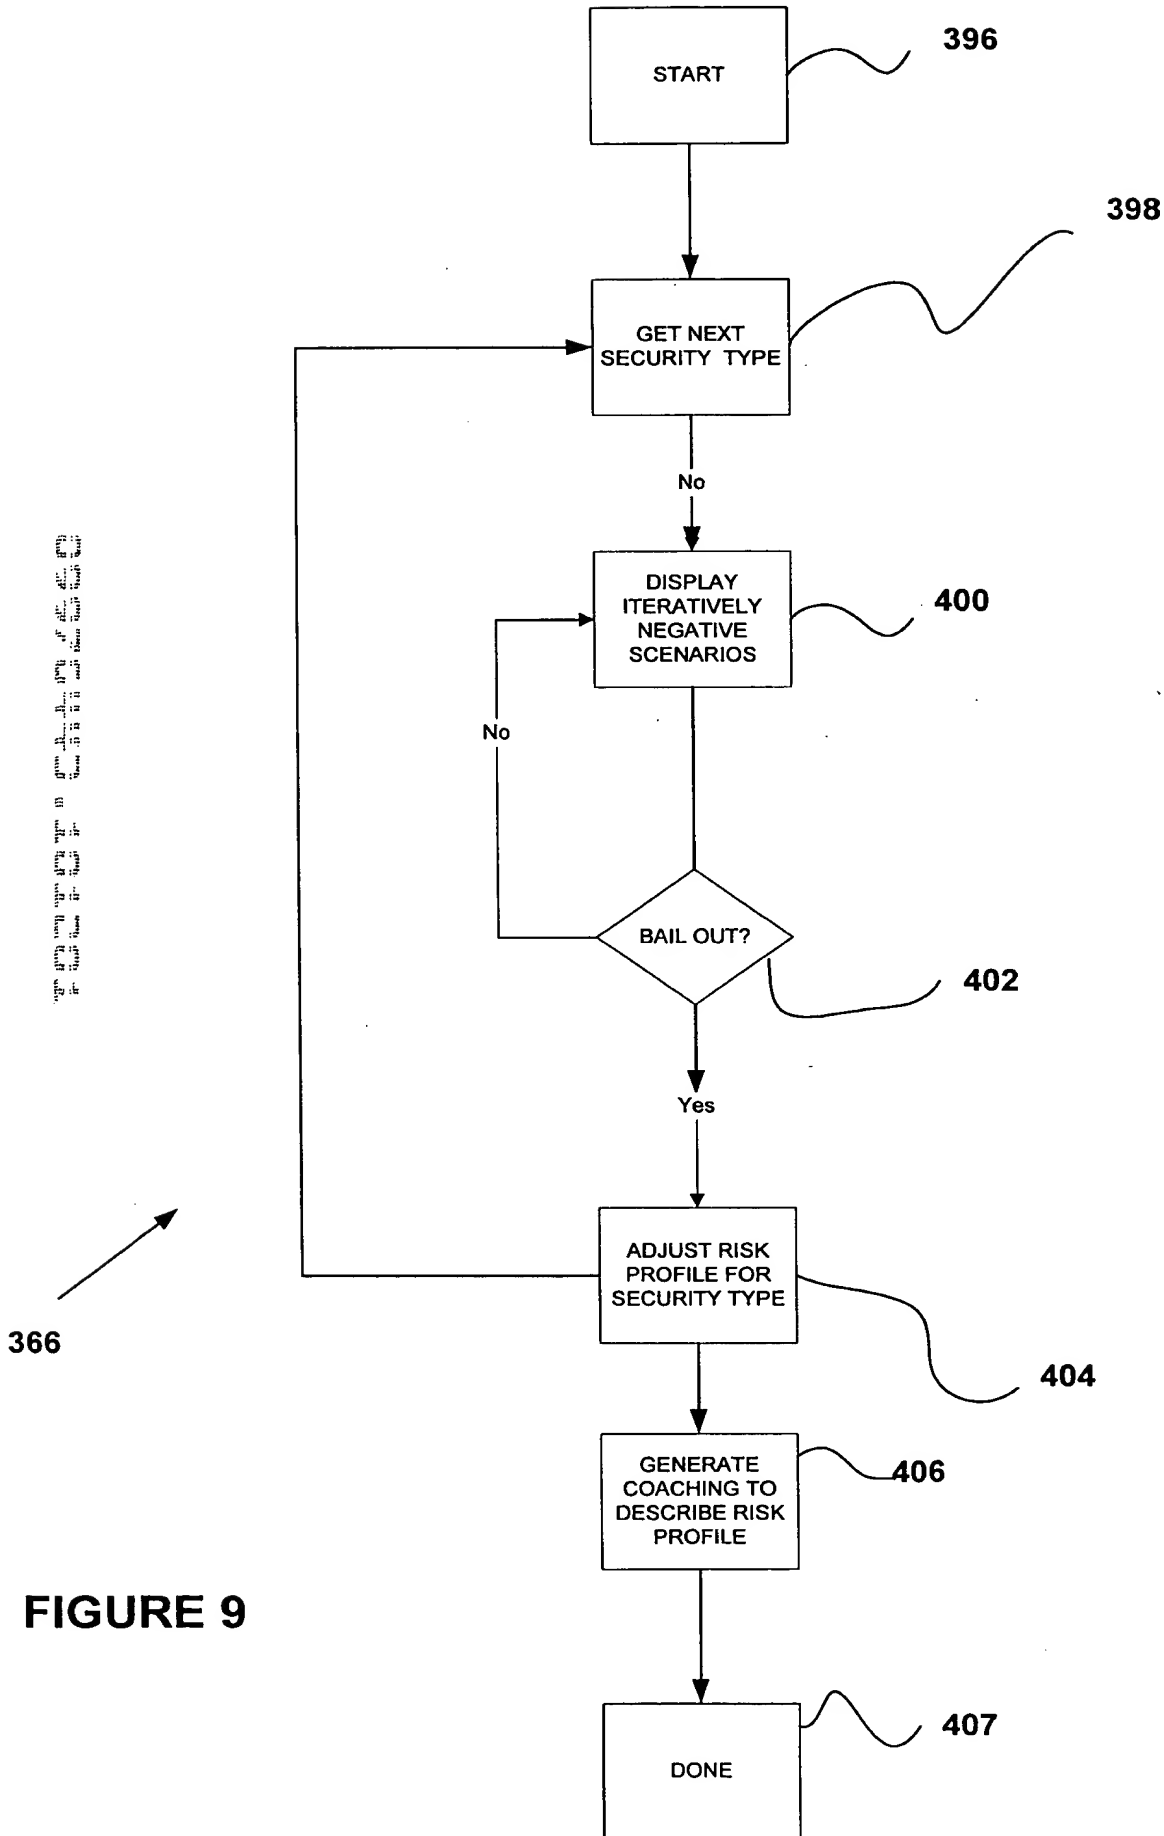 396
START
398
GET NEXT
SECURITY TYPE
No
DISPLAY
ITERATIVELY
NEGATIVE
SCENARIOS
400
No
BAIL OUT?
402
Yes
ADJUST RISK
PROFILE FOR
SECURITY TYPE
366
404
GENERATE
COACHING TO
DESCRIBE RISK
PROFILE
406
FIGURE 9
407
DONE